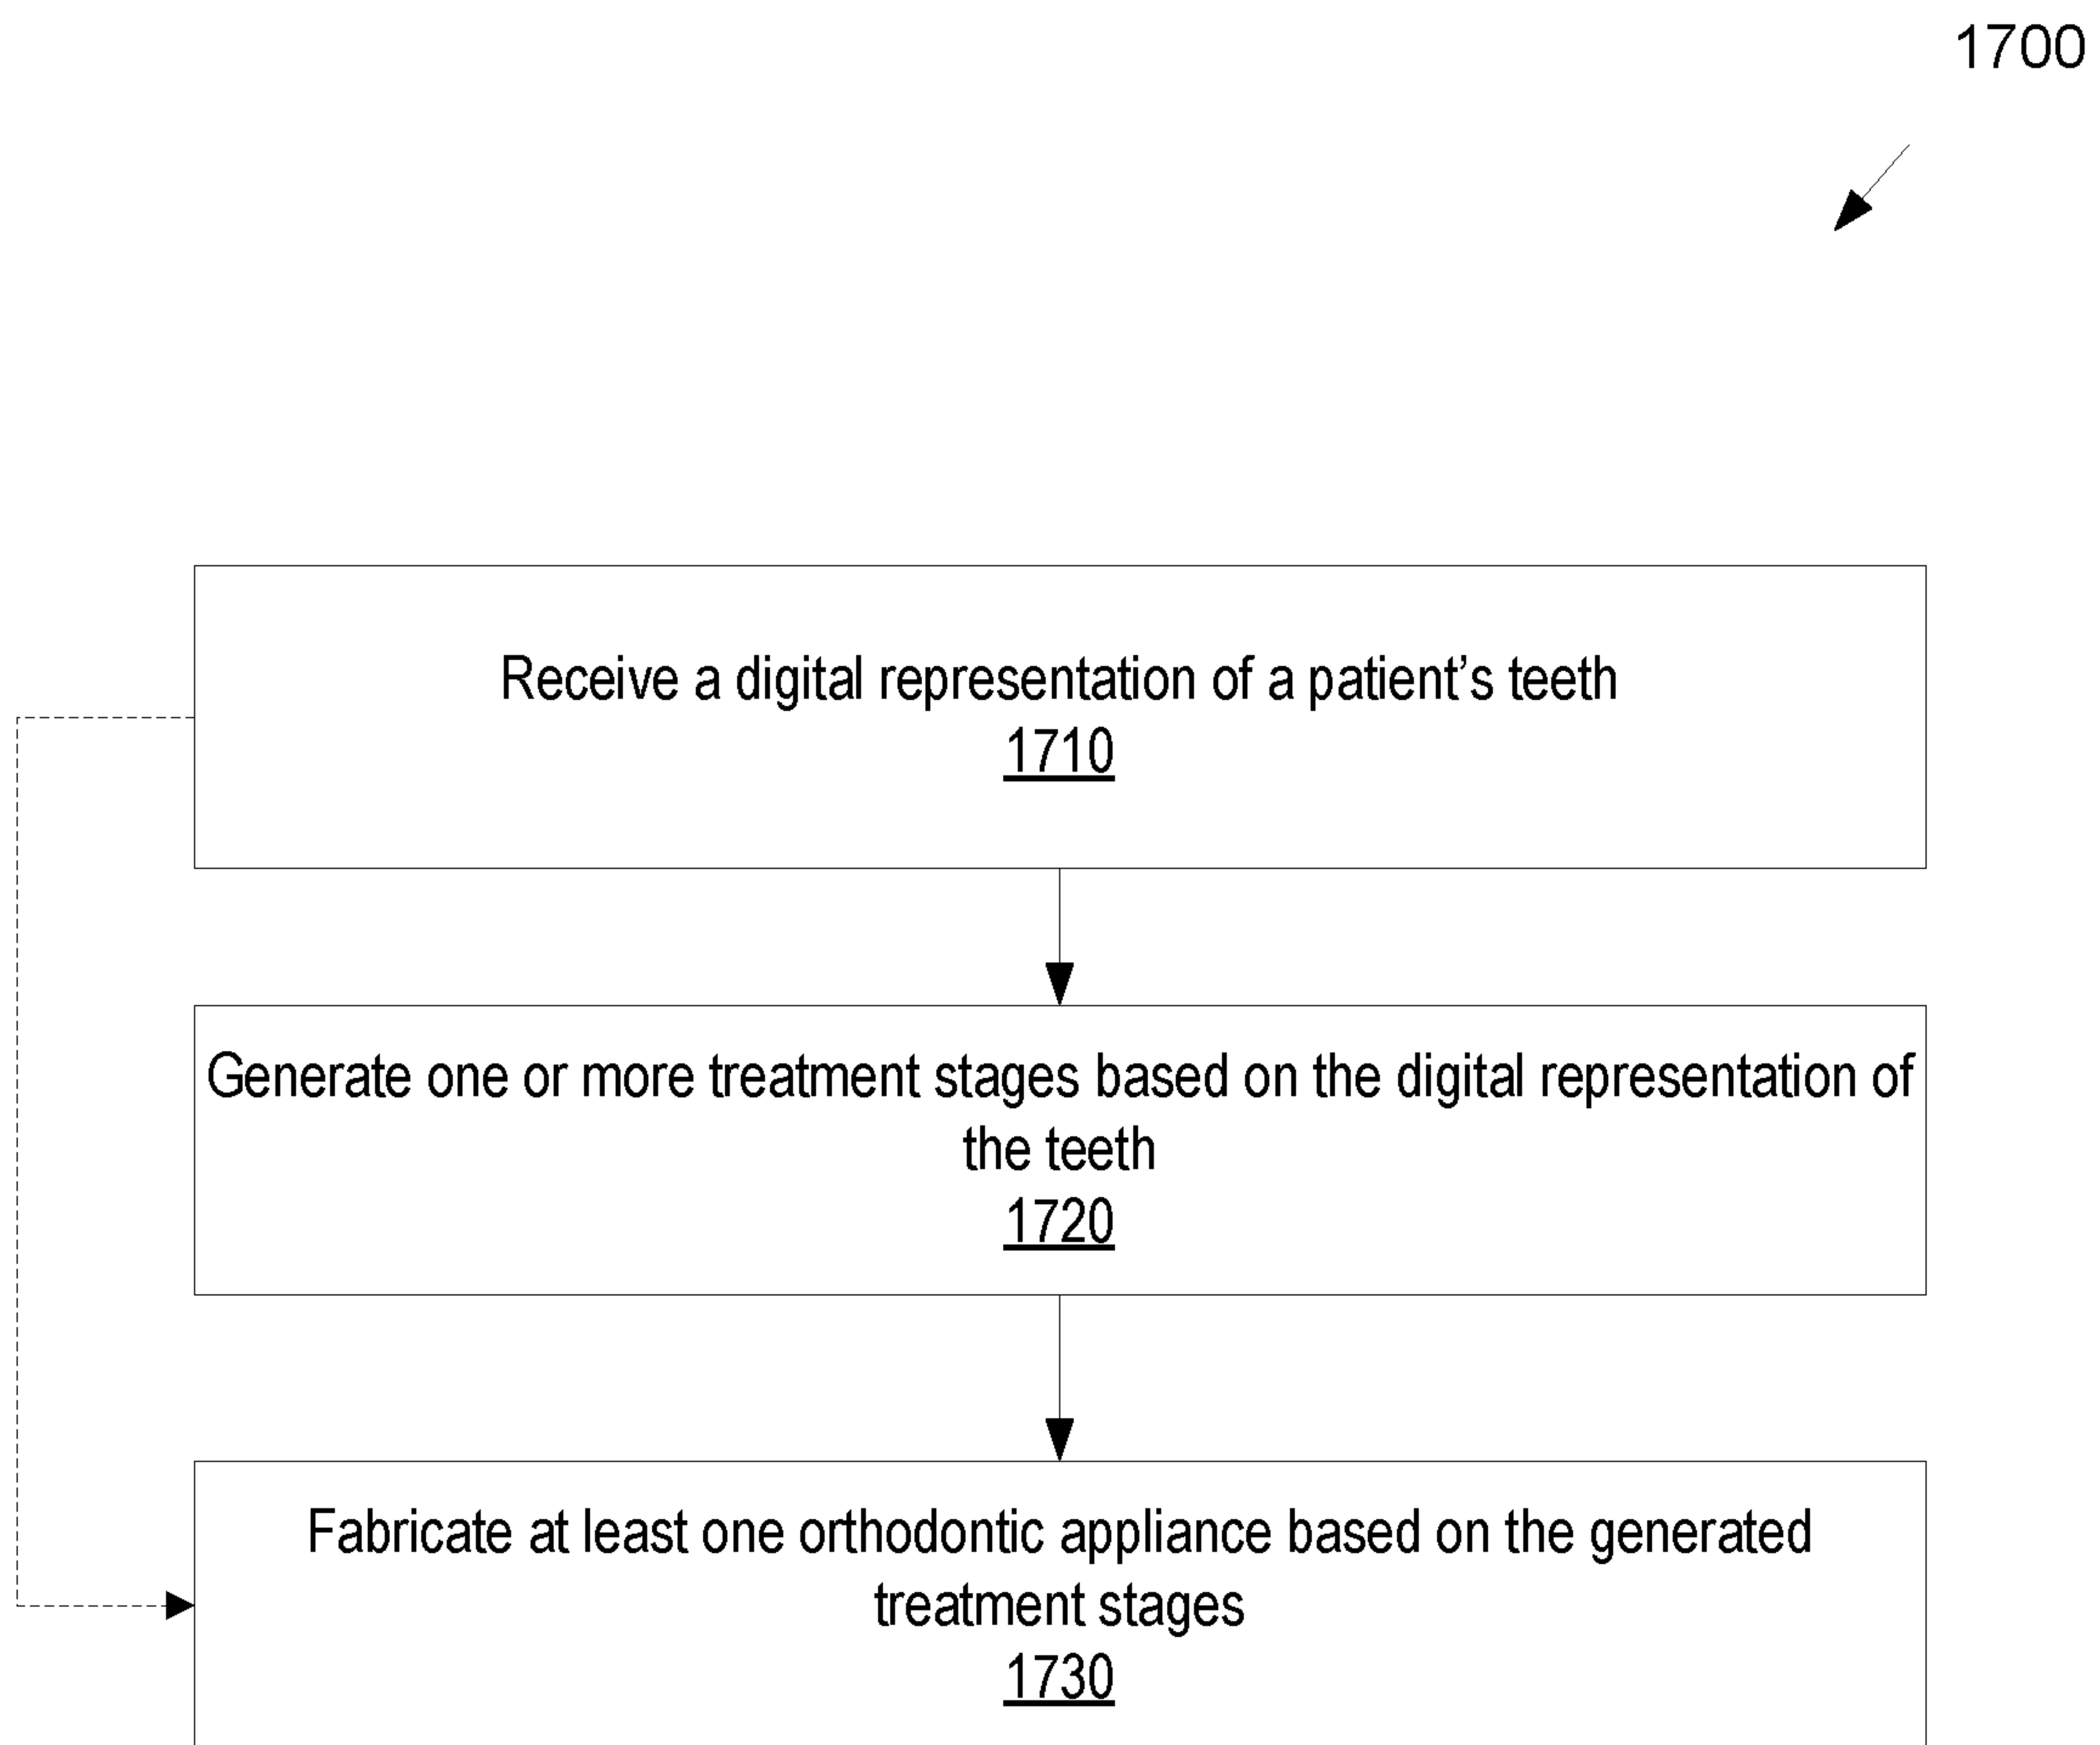 1700
Receive a digital representation of a patient’s teeth
1710
Generate one or more treatment stages based on the digital representation of
the teeth
1720
Fabricate at least one orthodontic appliance based on the generated
treatment stages
1730